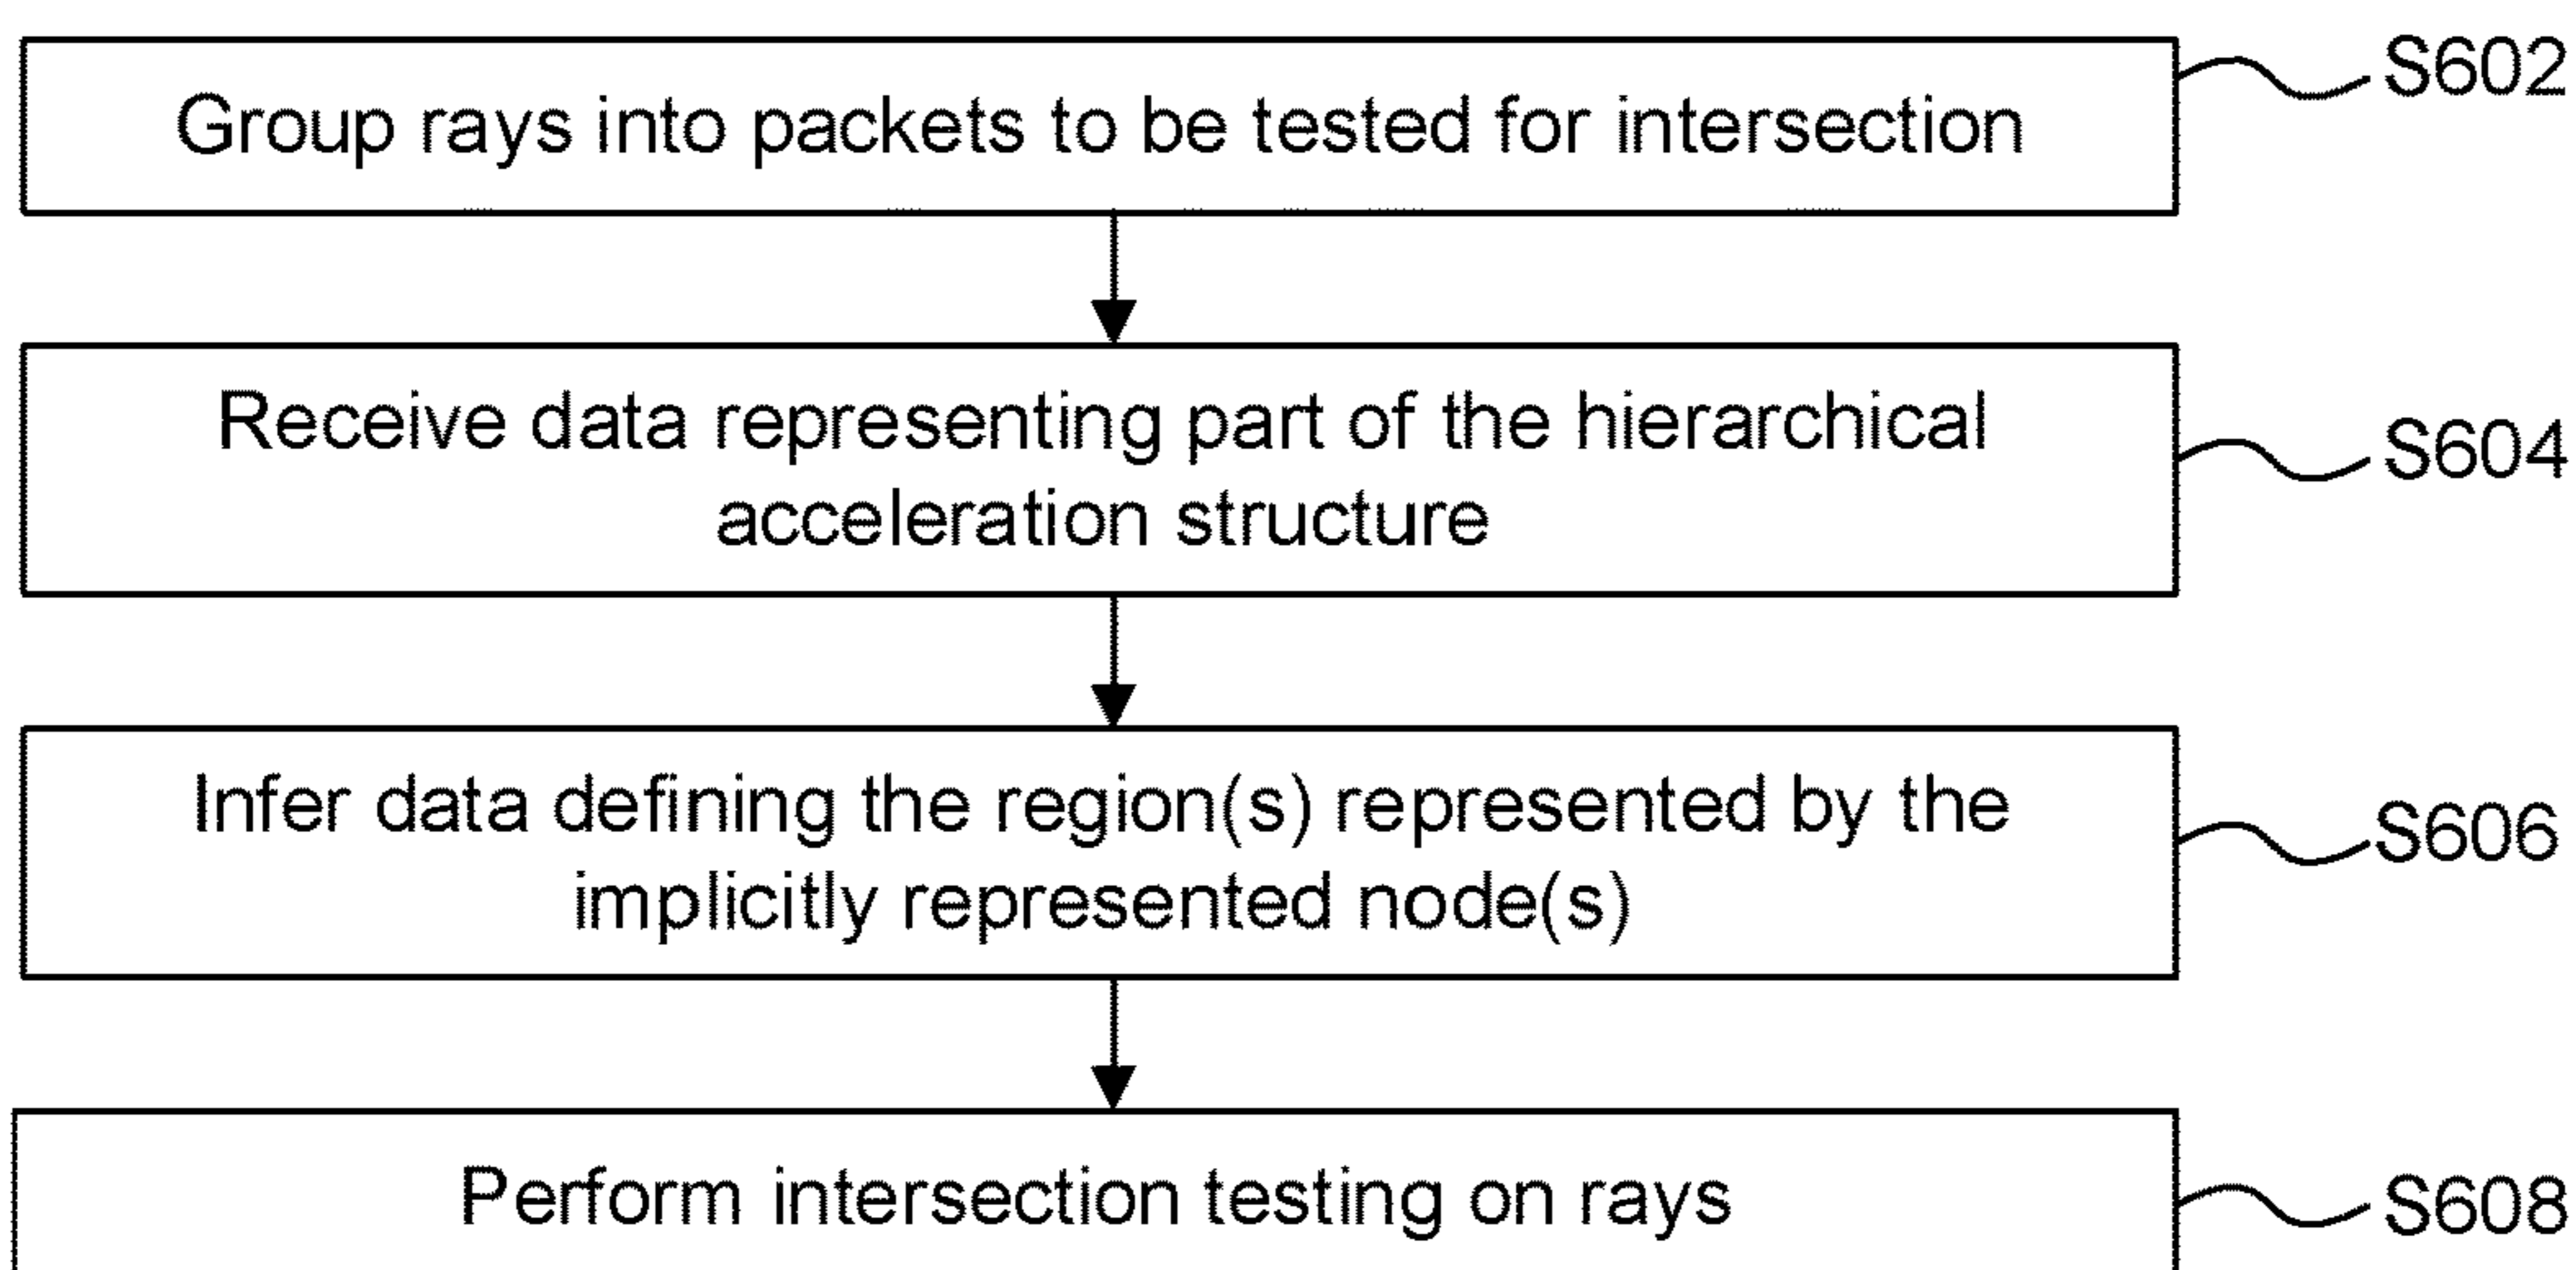 Group rays into packets to be tested for intersection
S602
Receive data representing part of the hierarchical
acceleration structure
S604
Infer data defining the region(s) represented by the
implicitly represented node(s)
S606
Perform intersection testing on rays
S608